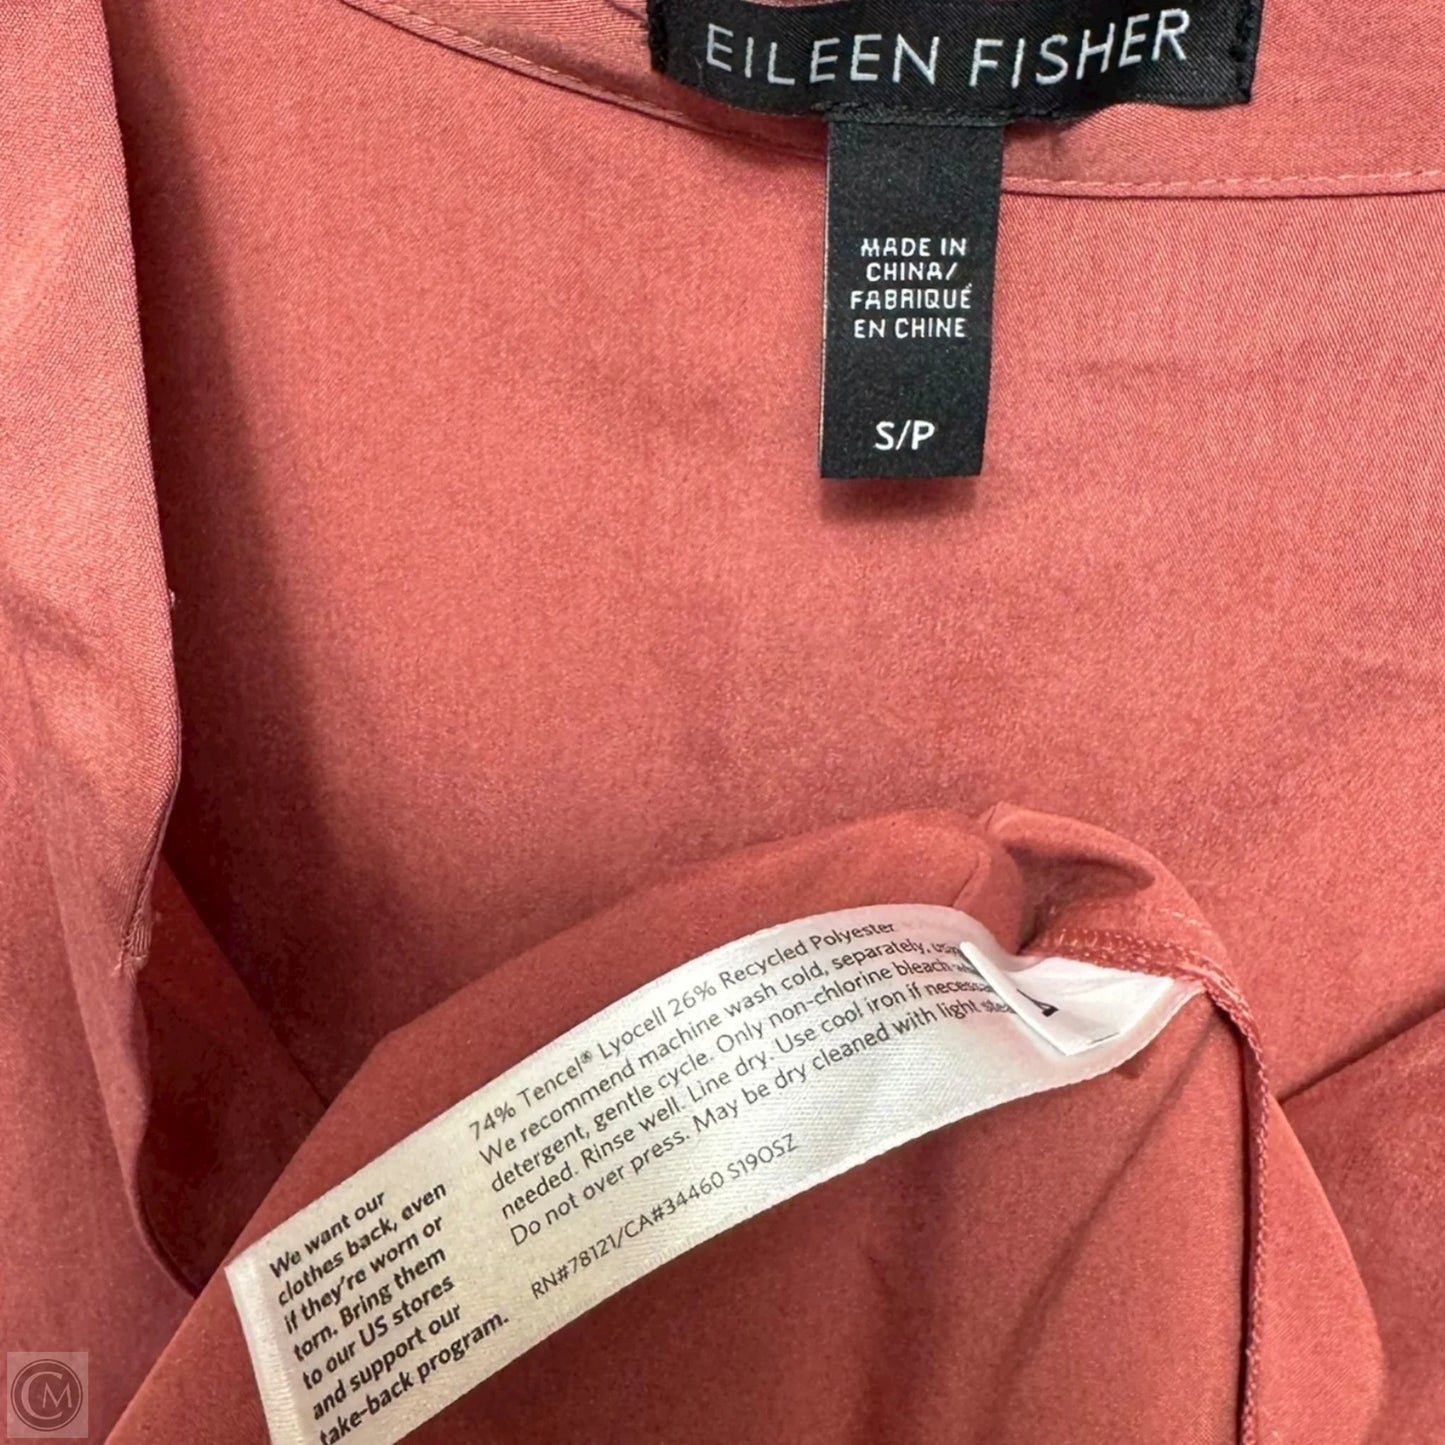 EILEEN FISHER
MADE IN
CHINA/
FABRIQUÉ
EN CHINE
S/P
74% Tencel® Lyocell 26% Recycled Polyester
We recommend machine wash cold, separately,
detergent, gentle cycle. Only non-chlorine bleach
needed. Rinse well. Line dry. Use cool iron if
Do not over press. May be dry cleaned with light
RN#78121/CA#34460 S19OSZ
We want our
clothes back, even
if they're worn or
torn. Bring them
to our US stores
and support our
take-back program.
CM